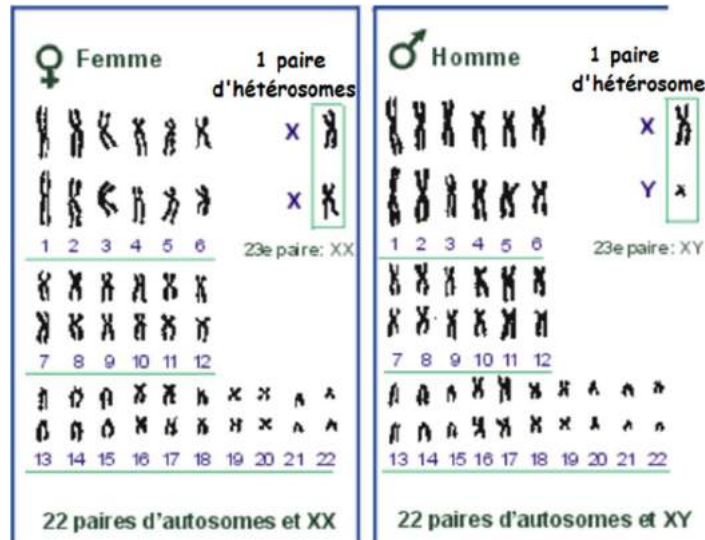 Femme
1 paire
d'hétérosomes
X
X
1 2 3 4 5 6
23e paire: XX
7 8 9 10 11 12
13 14 15 16 17 18 19 20 21 22
22 paires d'autosomes et XX
Homme
1 paire
d'hétérosome
X
Y
1 2 3 4 5 6
23e paire: XY
7 8 9 10 11 12
13 14 15 16 17 18 19 20 21 22
22 paires d'autosomes et XY